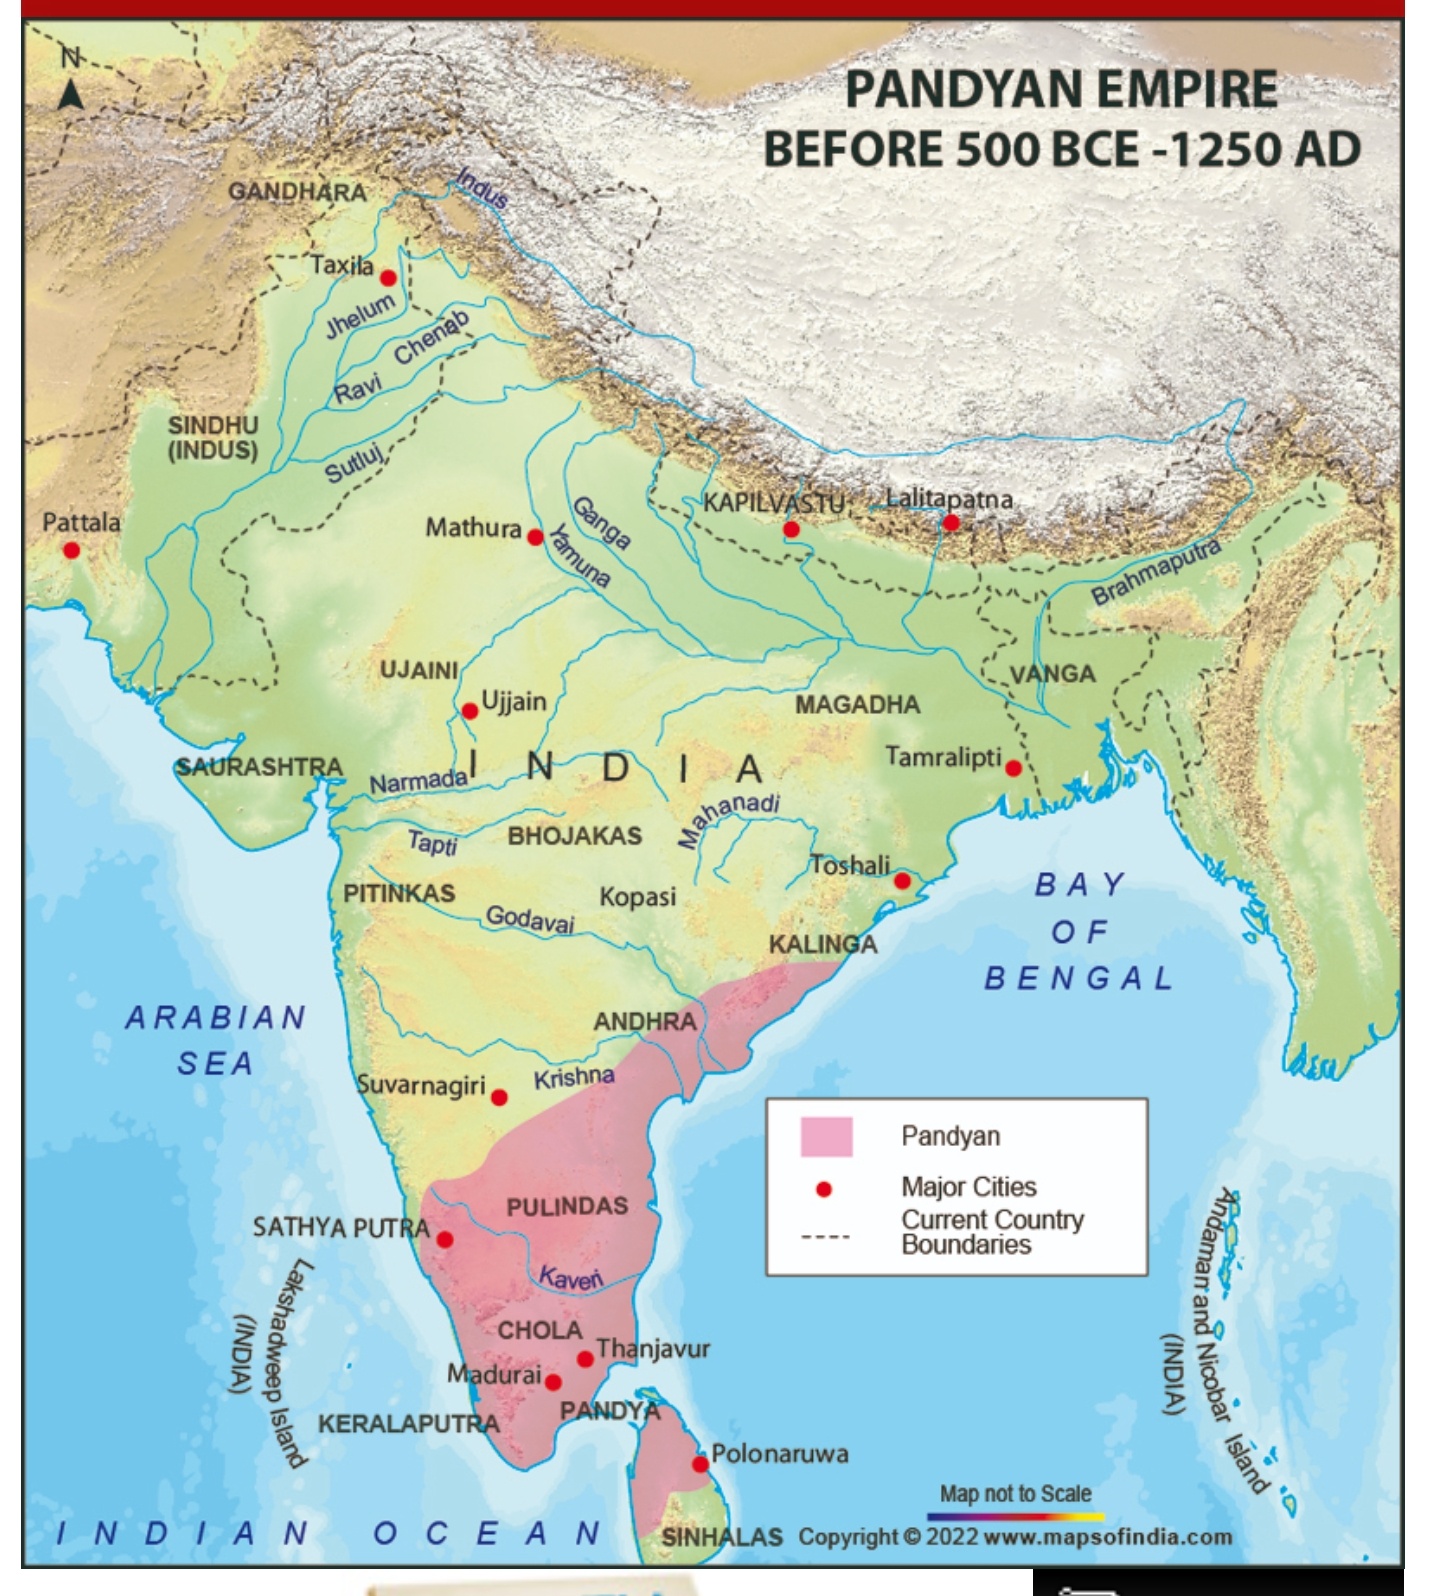 N
PANDYAN EMPIRE
BEFORE 500 BCE -1250 AD
GANDHARA
Indus
Taxila
Jhelum
Chenab
Ravi
SINDHU
(INDUS)
Sutluj
Pattala
Mathura
Ganga
Yamuna
KAPILVASTU
Lalitapatna
Brahmaputra
UJAINI
Ujjain
VANGA
MAGADHA
SAURASHTRA
Narmada
INDIA
Tamralipti
Tapti
BHOJAKAS
Mahanadi
Toshali
PITINKAS
Kopasi
Godavai
KALINGA
BAY
OF
BENGAL
ARABIAN
SEA
ANDHRA
Suvarnagiri
Krishna
Pandyan
Major Cities
Current Country
Boundaries
PULINDAS
SATHYA PUTRA
Kaveri
Lakshadweep Island
(INDIA)
Andaman and Nicobar Island
(INDIA)
CHOLA
Thanjavur
Madurai
PANDYA
KERALAPUTRA
Polonaruwa
Map not to Scale
INDIAN OCEAN
SINHALAS
Copyright © 2022 www.mapsofindia.com